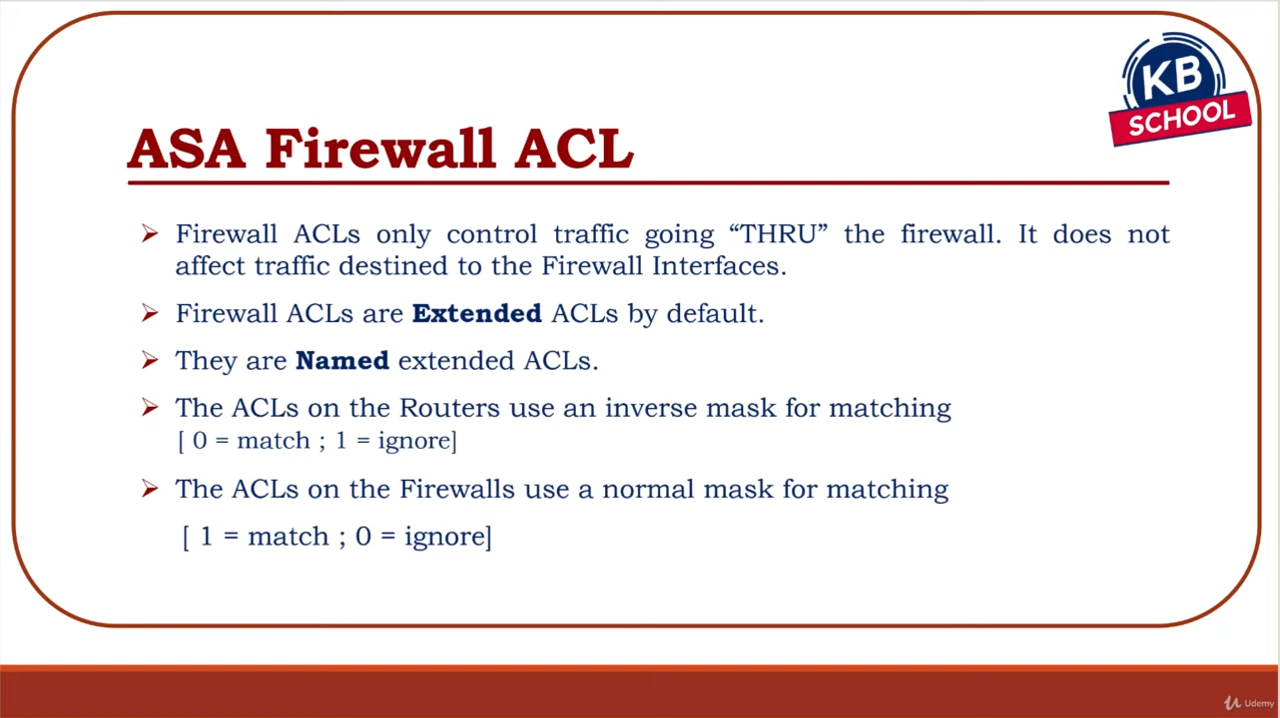 KB
SCHOOL
ASA Firewall ACL
➢ Firewall ACLs only control traffic going “THRU” the firewall. It does not
affect traffic destined to the Firewall Interfaces.
➢ Firewall ACLs are Extended ACLs by default.
➢ They are Named extended ACLs.
➢ The ACLs on the Routers use an inverse mask for matching
[ 0 = match ; 1 = ignore]
➢ The ACLs on the Firewalls use a normal mask for matching
[ 1 = match ; 0 = ignore]
Udemy